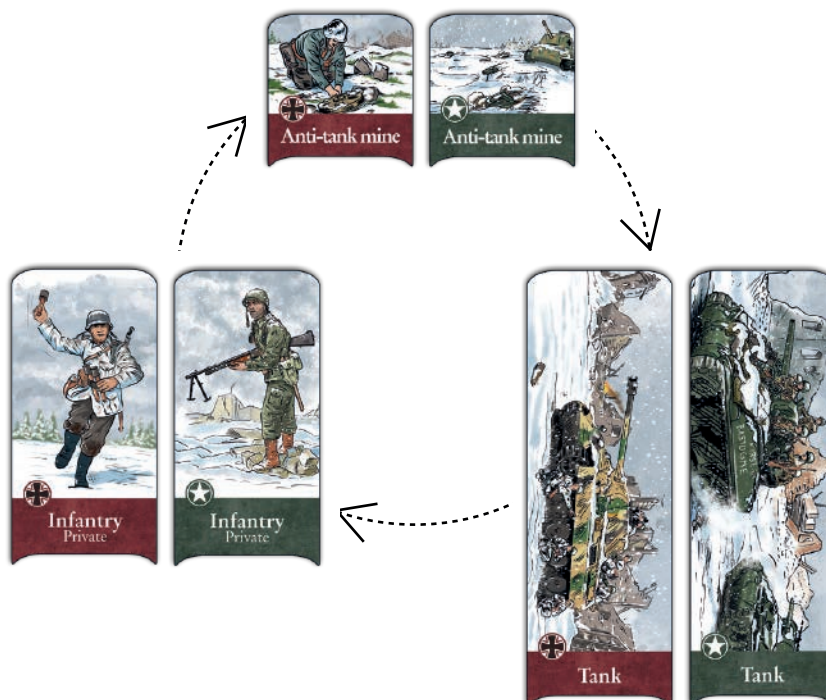 Anti-tank mine
Anti-tank mine
Infantry
Private
Infantry
Private
Tank
Tank